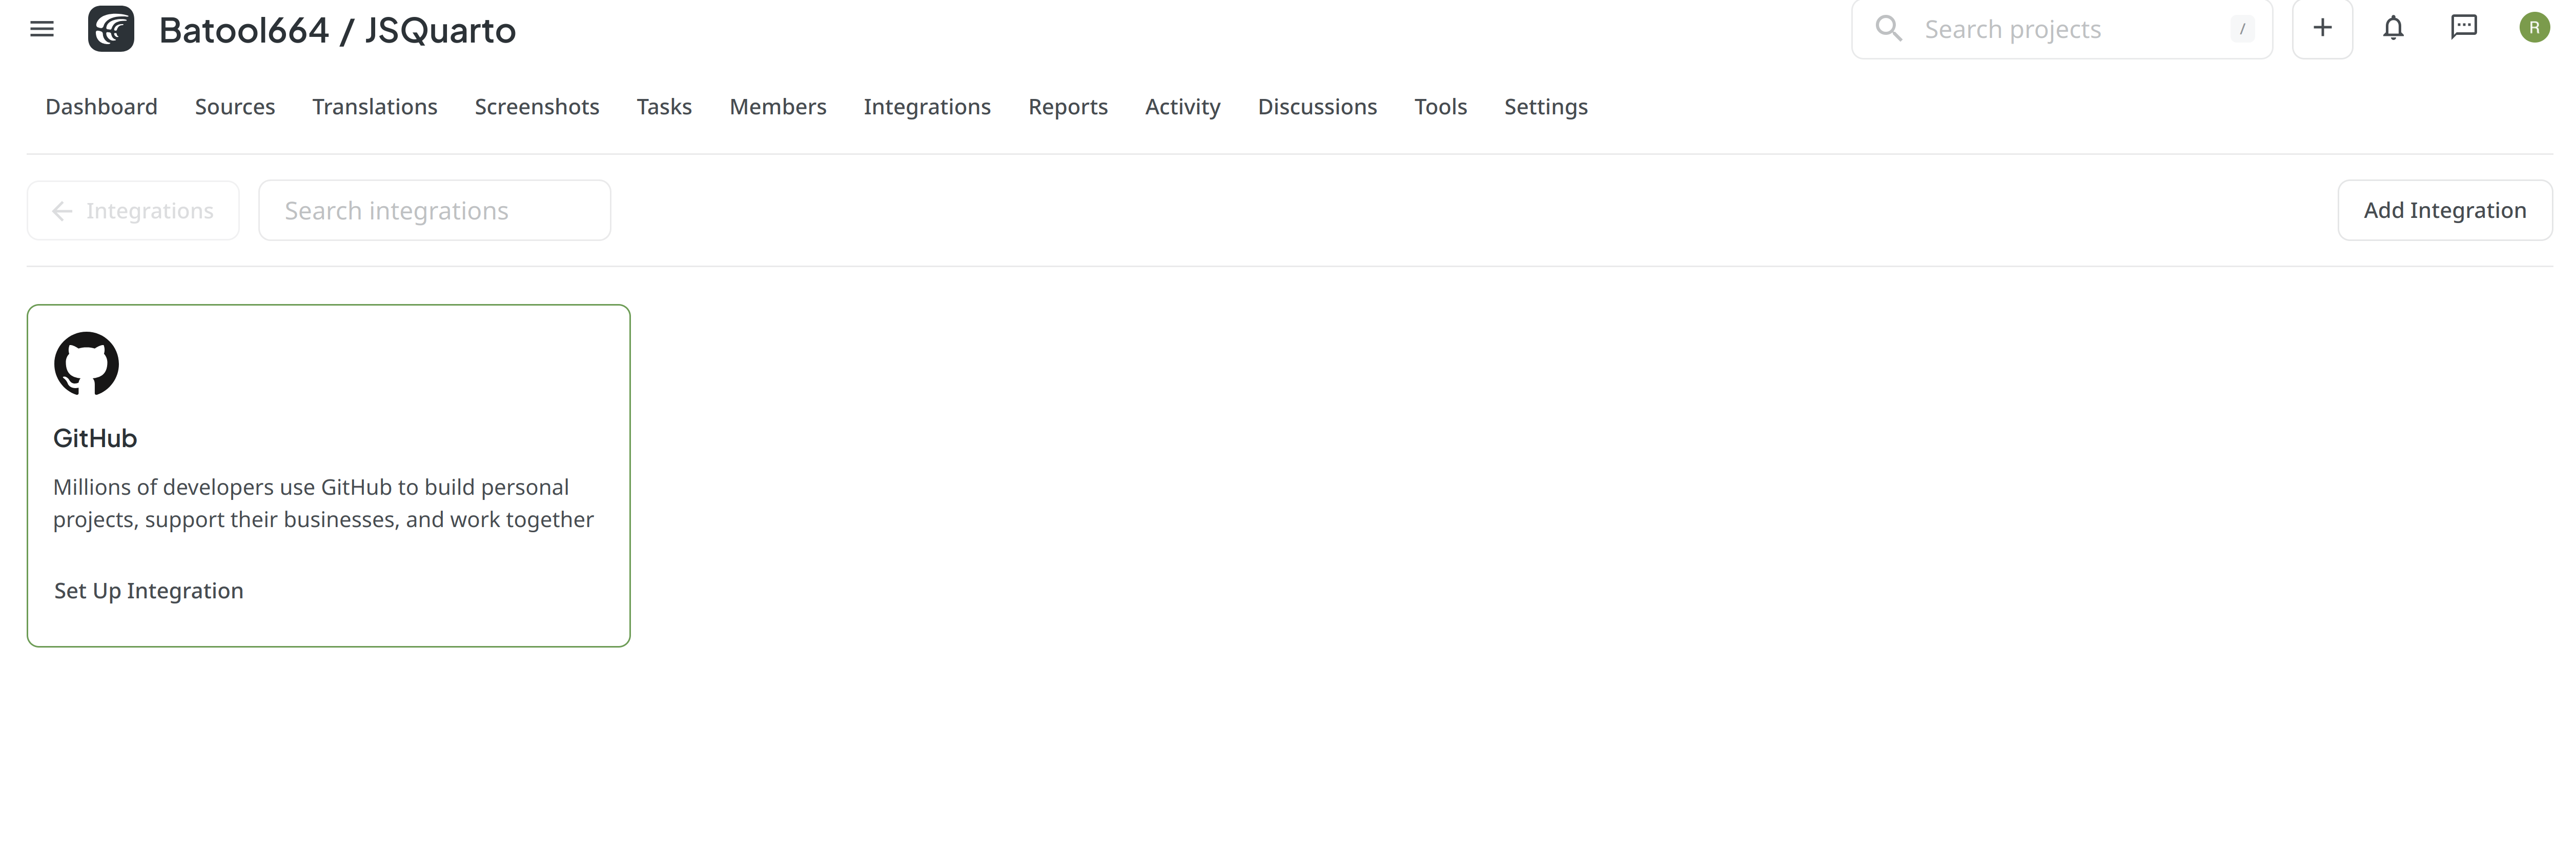 Batool664 / JSQuarto
Search projects
/
R
Dashboard Sources Translations Screenshots Tasks Members Integrations Reports Activity Discussions Tools Settings
Integrations
Search integrations
Add Integration
GitHub
Millions of developers use GitHub to build personal
projects, support their businesses, and work together
Set Up Integration